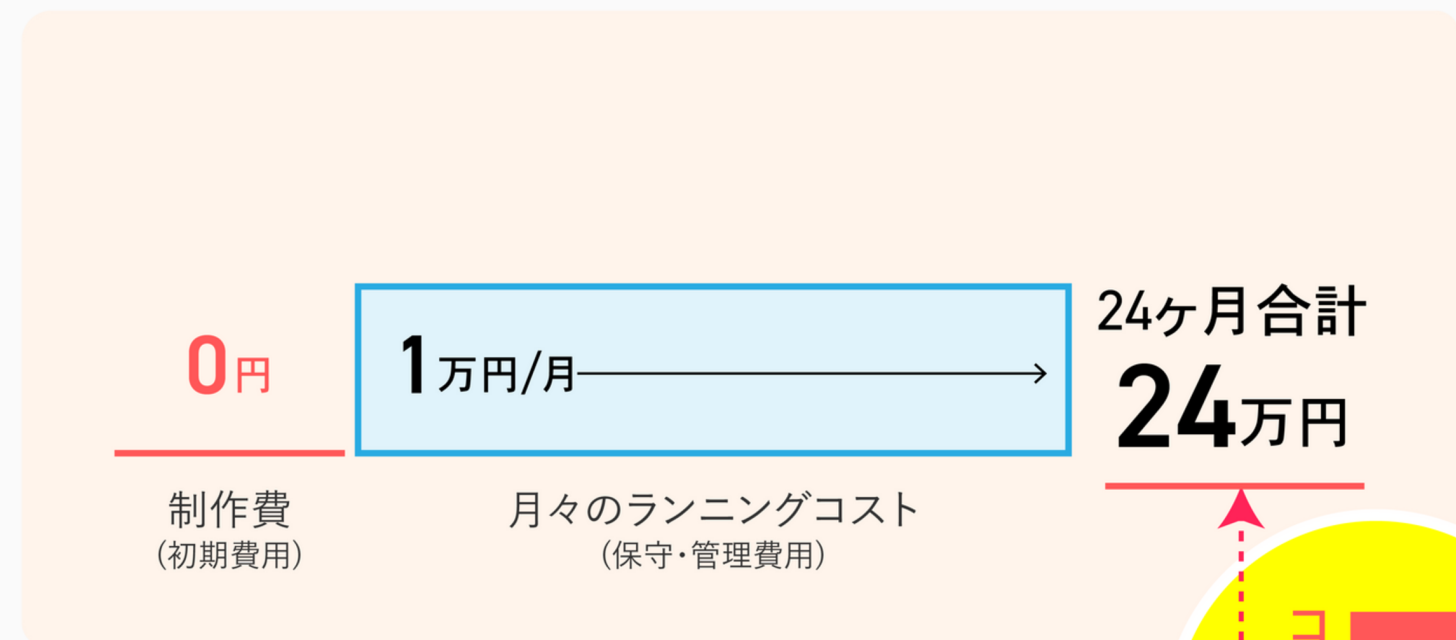 0円
1万円/月
24ヶ月合計
24万円
制作費
(初期費用)
月々のランニングコスト
(保守・管理費用)
コ